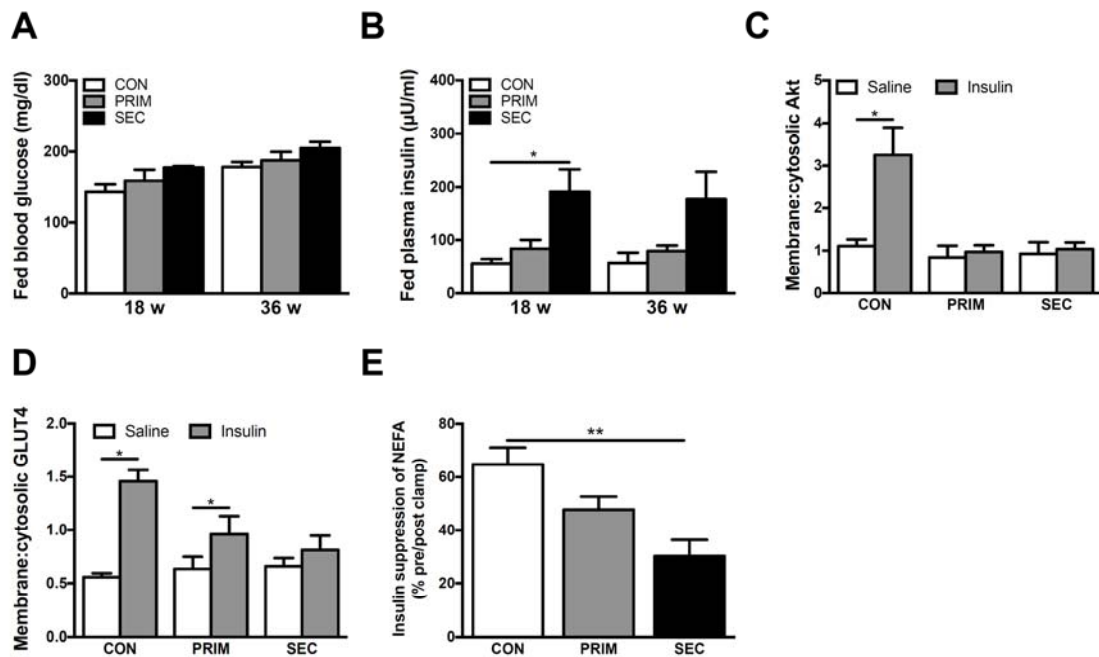 A
Fed blood glucose (mg/dl)
300
200
100
0
CON
PRIM
SEC
18 w
36 w
B
Fed plasma insulin (μU/ml)
400
300
200
100
0
CON
PRIM
SEC
*
18 w
36 w
C
Membrane:cytosolic Akt
5
4
3
2
1
0
Saline
Insulin
*
CON
PRIM
SEC
D
Membrane:cytosolic GLUT4
2.0
1.5
1.0
0.5
0.0
Saline
Insulin
*
*
CON
PRIM
SEC
E
Insulin suppression of NEFA
(% pre/post clamp)
80
60
40
20
0
**
CON
PRIM
SEC